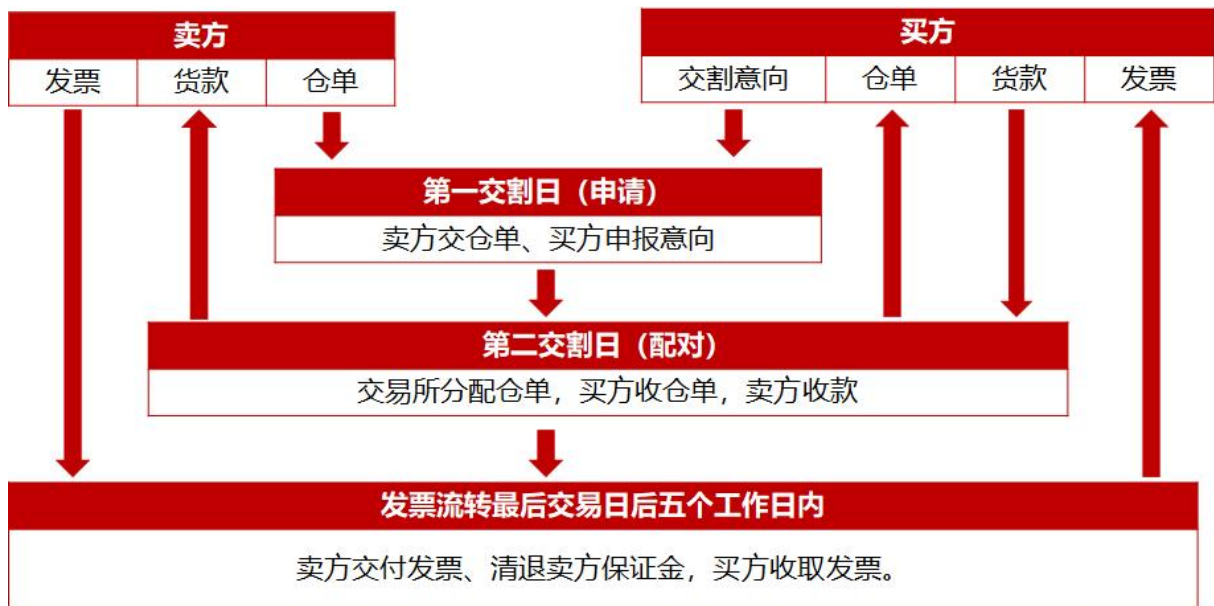 卖方
发票 货款 仓单
买方
交割意向 仓单 货款 发票
第一交割日（申请）
卖方交仓单、买方申报意向
第二交割日（配对）
交易所分配仓单，买方收仓单，卖方收款
发票流转最后交易日后五个工作日内
卖方交付发票、清退卖方保证金，买方收取发票。